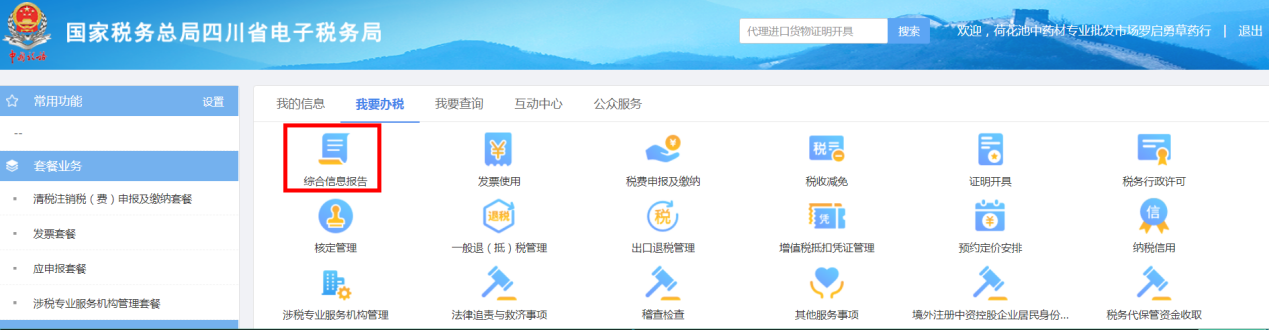 国家税务总局四川省电子税务局
代理进口货物证明开具 搜索 欢迎，荷花池中药材专业批发市场罗启勇草药行 | 退出
中国税务
常用功能 设置
--
套餐业务
清税注销税（费）申报及缴纳套餐
发票套餐
应申报套餐
涉税专业服务机构管理套餐
我的信息 我要办税 我要查询 互动中心 公众服务
综合信息报告 发票使用 税费申报及缴纳 税收减免 证明开具 税务行政许可
核定管理 一般退（抵）税管理 出口退税管理 增值税抵扣凭证管理 预约定价安排 纳税信用
涉税专业服务机构管理 法律追责与救济事项 稽查检查 其他服务事项 境外注册中资控股企业居民身份... 税务代保管资金收取